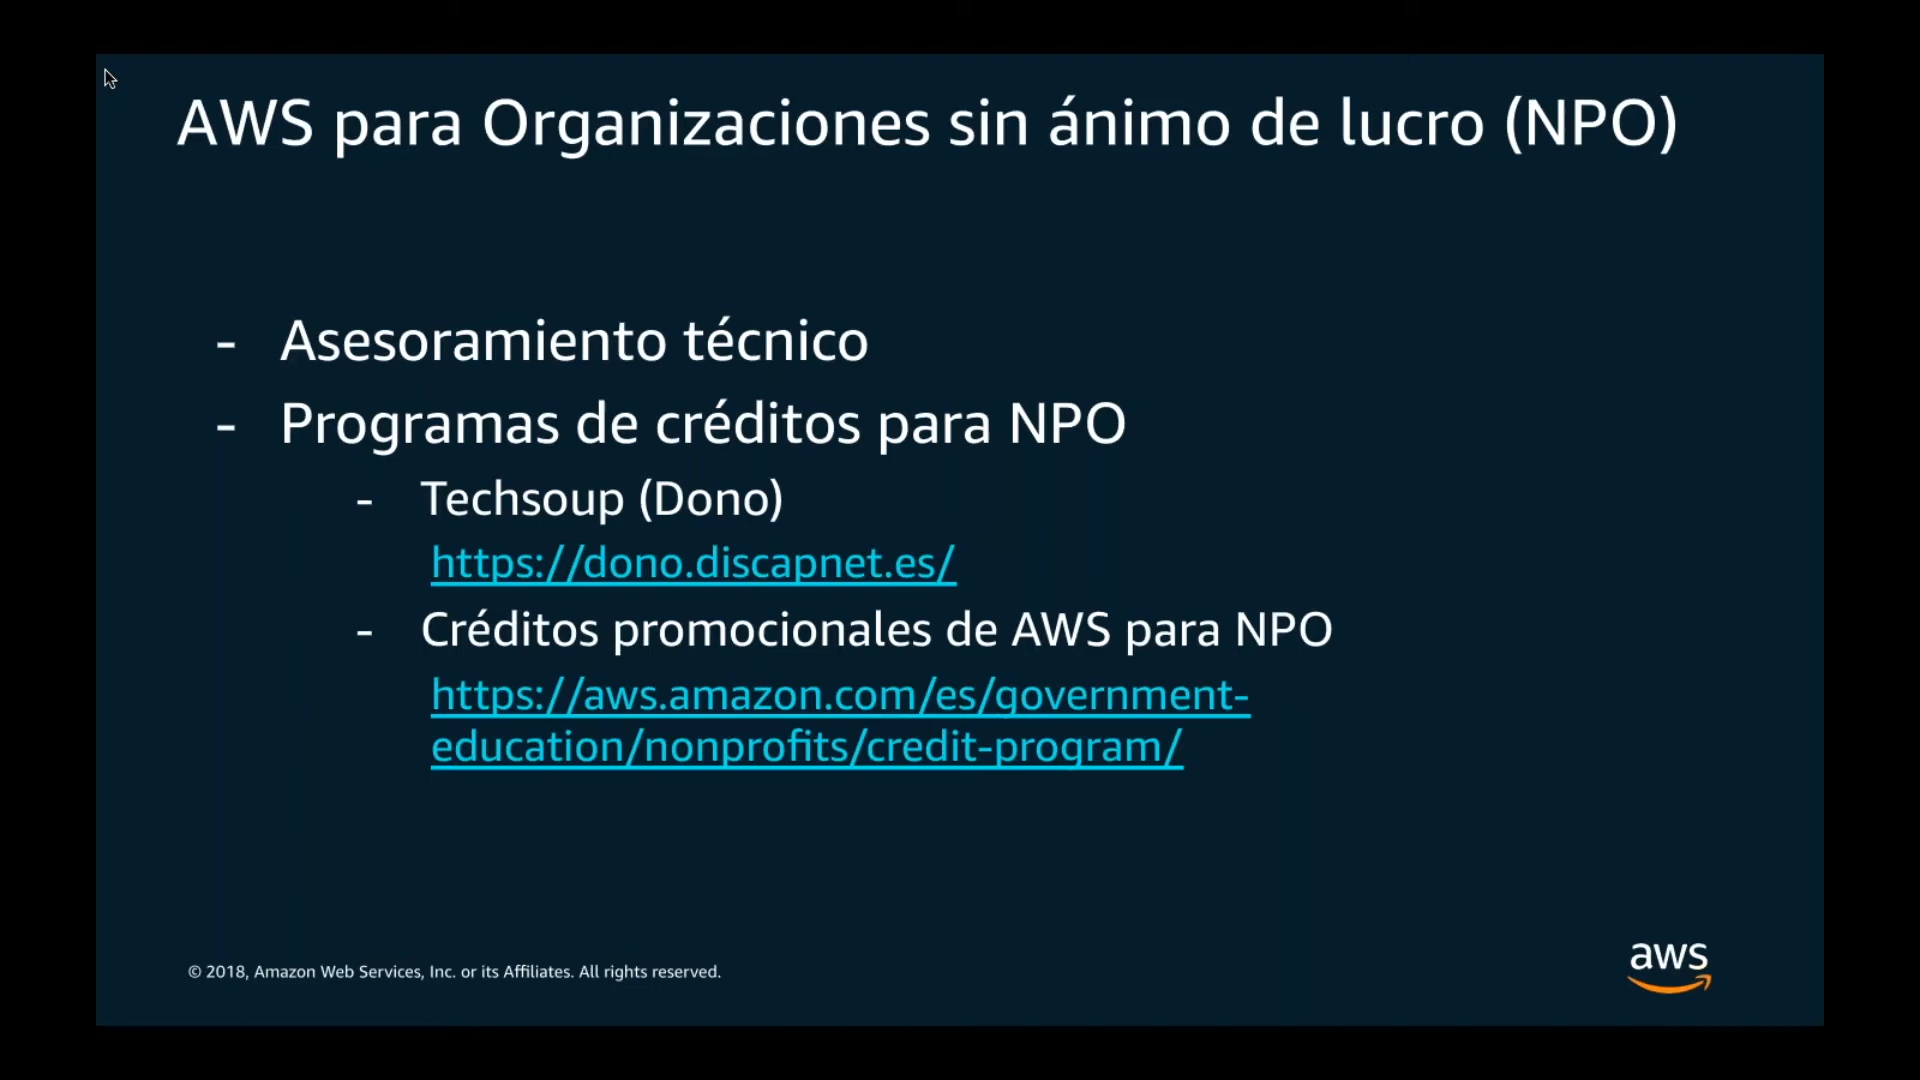 AWS para Organizaciones sin ánimo de lucro (NPO)
- Asesoramiento técnico
- Programas de créditos para NPO
- Techsoup (Dono)
https://dono.discapnet.es/
- Créditos promocionales de AWS para NPO
https://aws.amazon.com/es/government-
education/nonprofits/credit-program/
© 2018, Amazon Web Services, Inc. or its Affiliates. All rights reserved.
aws